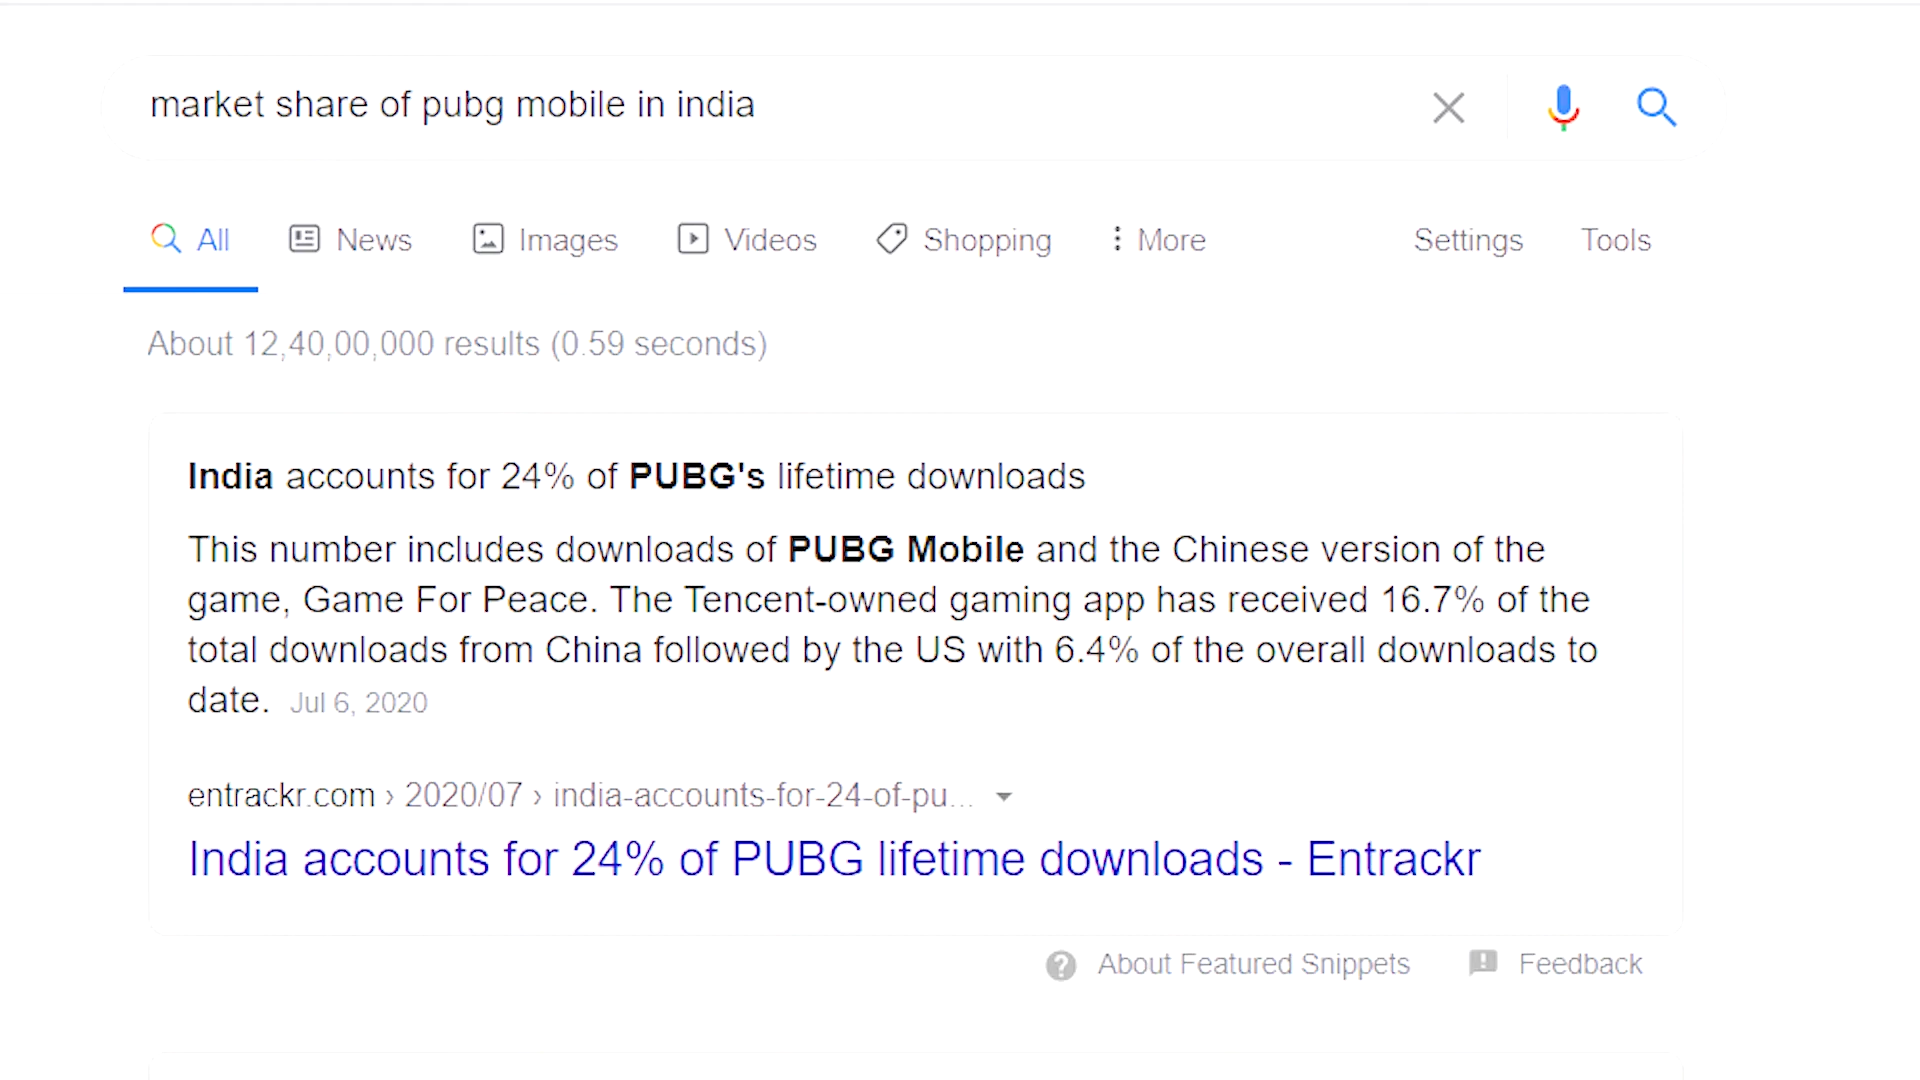 market share of pubg mobile in india
All News Images Videos Shopping More Settings Tools
About 12,40,00,000 results (0.59 seconds)
India accounts for 24% of PUBG's lifetime downloads
This number includes downloads of PUBG Mobile and the Chinese version of the
game, Game For Peace. The Tencent-owned gaming app has received 16.7% of the
total downloads from China followed by the US with 6.4% of the overall downloads to
date. Jul 6, 2020
entrackr.com › 2020/07 › india-accounts-for-24-of-pu...
India accounts for 24% of PUBG lifetime downloads - Entrackr
About Featured Snippets Feedback